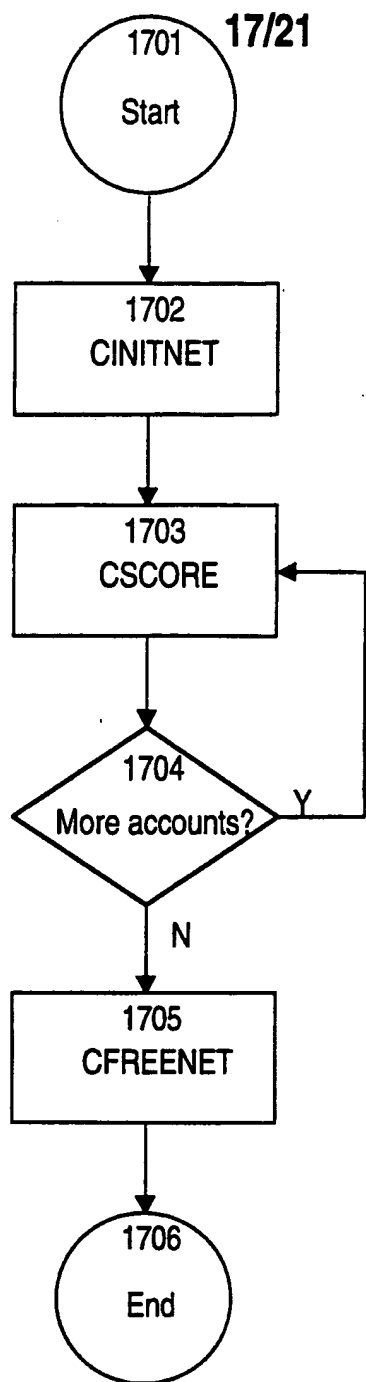 17/21
1701
Start
1702
CINITNET
1703
CSCORE
1704
More accounts?
Y
N
1705
CFREENET
1706
End